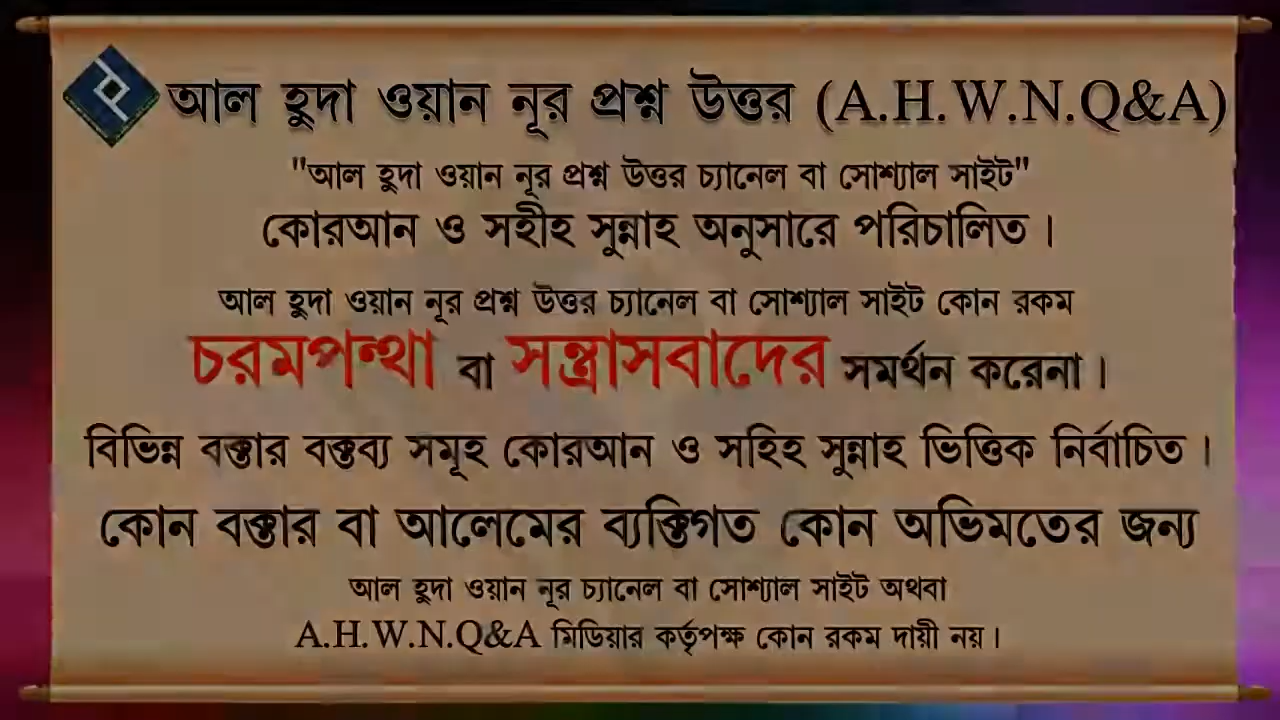 আল হুদা ওয়ান নূর প্রশ্ন উত্তর (A.H.W.N.Q&A)
"আল হুদা ওয়ান নূর প্রশ্ন উত্তর চ্যানেল বা সোশ্যাল সাইট"
কোরআন ও সহীহ সুন্নাহ অনুসারে পরিচালিত।
আল হুদা ওয়ান নূর প্রশ্ন উত্তর চ্যানেল বা সোশ্যাল সাইট কোন রকম
চরমপন্থা বা সন্ত্রাসবাদের সমর্থন করেনা।
বিভিন্ন বক্তার বক্তব্য সমূহ কোরআন ও সহিহ সুন্নাহ ভিত্তিক নির্বাচিত।
কোন বক্তার বা আলেমের ব্যক্তিগত কোন অভিমতের জন্য
আল হুদা ওয়ান নূর চ্যানেল বা সোশ্যাল সাইট অথবা
A.H.W.N.Q&A মিডিয়ার কর্তৃপক্ষ কোন রকম দায়ী নয়।